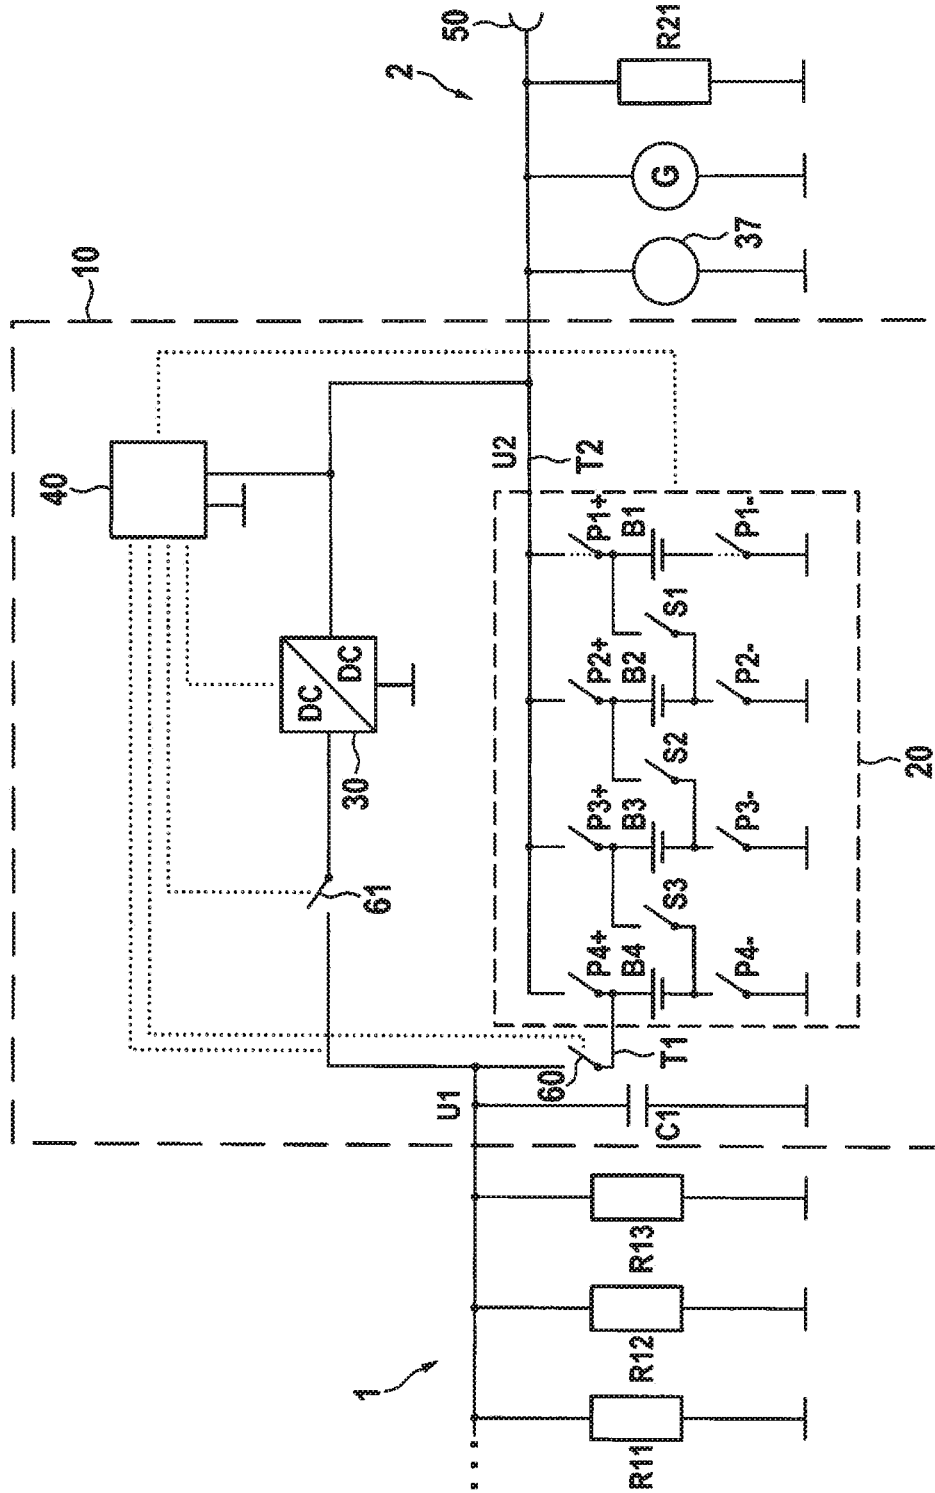 50
R21
2
G
37
10
40
U2
T2
DC
DC
30
61
P1+
B1
P1-
S1
P2+
B2
P2-
S2
P3+
B3
P3-
S3
P4+
B4
P4-
20
60
T1
U1
C1
R13
R12
R11
1